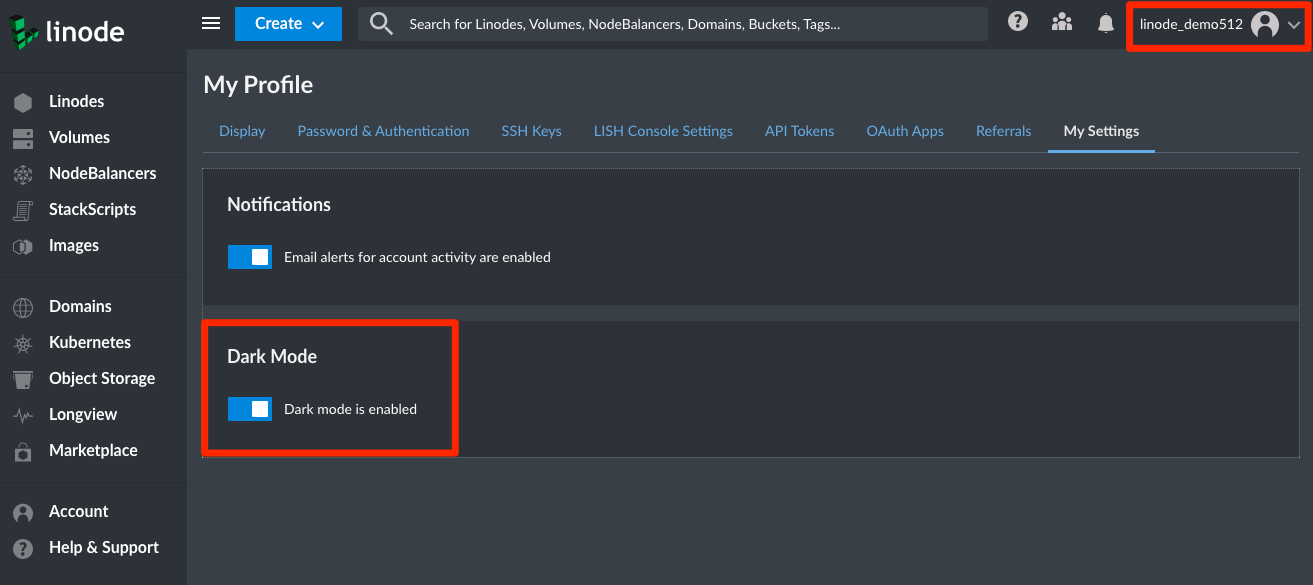 linode
Create
Search for Linodes, Volumes, NodeBalancers, Domains, Buckets, Tags...
?
linode_demo512
Linodes
Volumes
NodeBalancers
StackScripts
Images
Domains
Kubernetes
Object Storage
Longview
Marketplace
Account
? Help & Support
My Profile
Display Password & Authentication SSH Keys LISH Console Settings API Tokens OAuth Apps Referrals My Settings
Notifications
Email alerts for account activity are enabled
Dark Mode
Dark mode is enabled